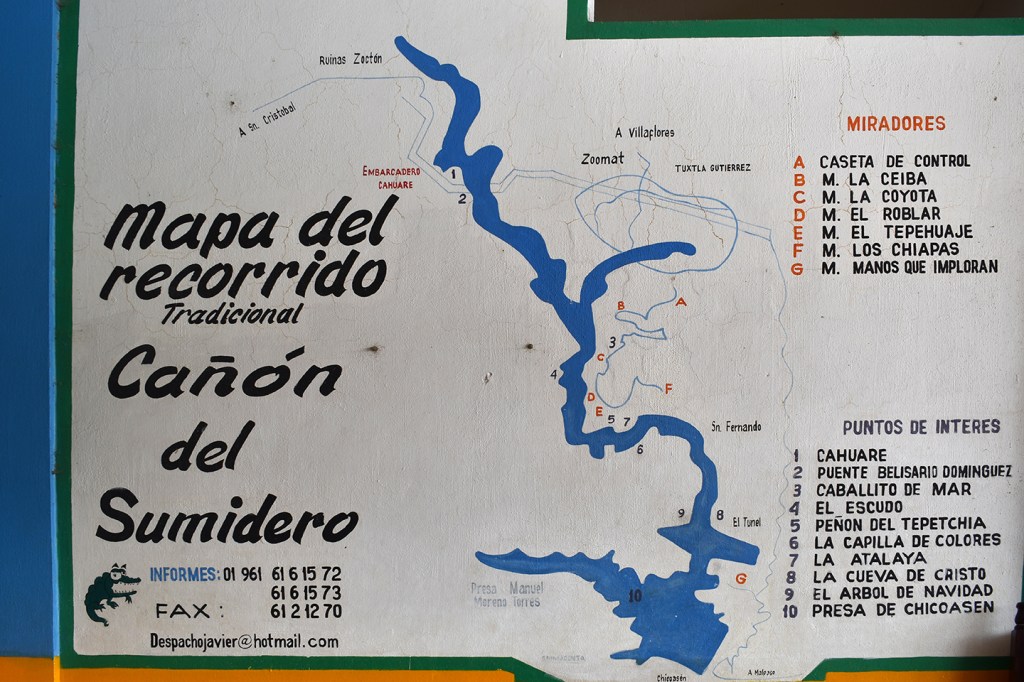 Mapa del
recorrido
Tradicional
Cañón
del
Sumidero
INFORMES: 01 961 61 6 15 72
61 6 15 73
FAX : 61 2 12 70
Despachojavier@hotmail.com
Ruinas Zoctón
A Sn. Cristobal
EMBARCADERO
CAHUARE
1
2
A Villaflores
Zoomat
TUXTLA GUTIERREZ
B
A
3
C
4
F
D
E
5 7
6
Sn. Fernando
9
8
El Tunel
G
Presa Manuel
Moreno Torres
10
Chicoasén
MIRADORES
A CASETA DE CONTROL
B M. LA CEIBA
C M. LA COYOTA
D M. EL ROBLAR
E M. EL TEPEHUAJE
F M. LOS CHIAPAS
G M. MANOS QUE IMPLORAN
PUNTOS DE INTERES
1 CAHUARE
2 PUENTE BELISARIO DOMINGUEZ
3 CABALLITO DE MAR
4 EL ESCUDO
5 PEÑON DEL TEPETCHIA
6 LA CAPILLA DE COLORES
7 LA ATALAYA
8 LA CUEVA DE CRISTO
9 EL ARBOL DE NAVIDAD
10 PRESA DE CHICOASEN